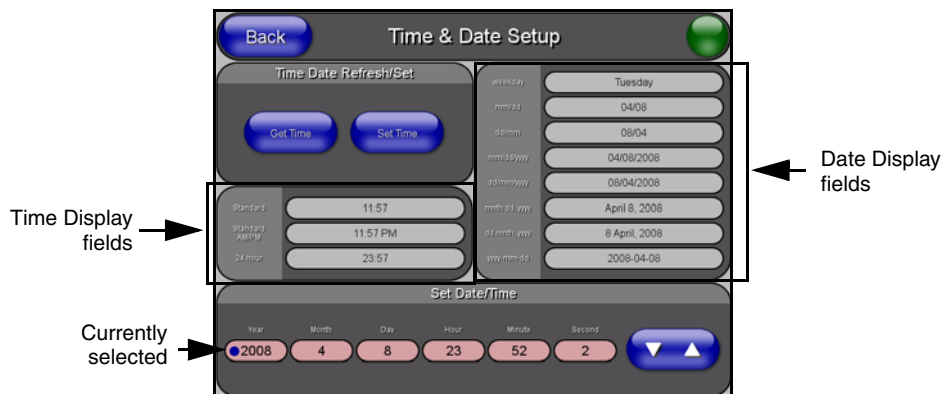 Back
Time & Date Setup
Time Date Refresh/Set
Get Time
Set Time
weekday
Tuesday
mm/dd
04/08
dd/mm
08/04
mm/dd/yyyy
04/08/2008
dd/mm/yyyy
08/04/2008
mnth dd, yyyy
April 8, 2008
dd mnth, yyyy
8 April, 2008
yyyy-mm-dd
2008-04-08
Date Display
fields
Time Display
fields
Standard
11:57
Standard
AM/PM
11:57 PM
24 hour
23:57
Set Date/Time
Currently
selected
Year
Month
Day
Hour
Minute
Second
2008
4
8
23
52
2